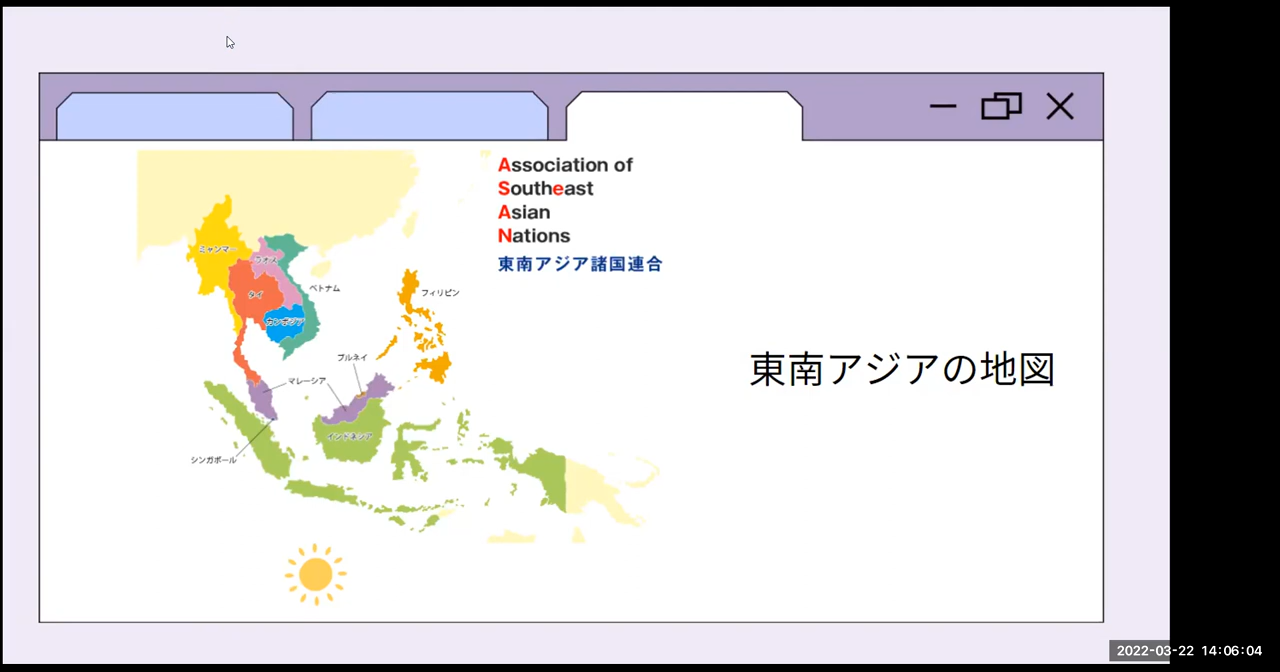 Association of
Southeast
Asian
Nations
東南アジア諸国連合
ミャンマー
ラオス
タイ
ベトナム
カンボジア
フィリピン
ブルネイ
マレーシア
インドネシア
シンガポール
東南アジアの地図
2022-03-22 14:06:04